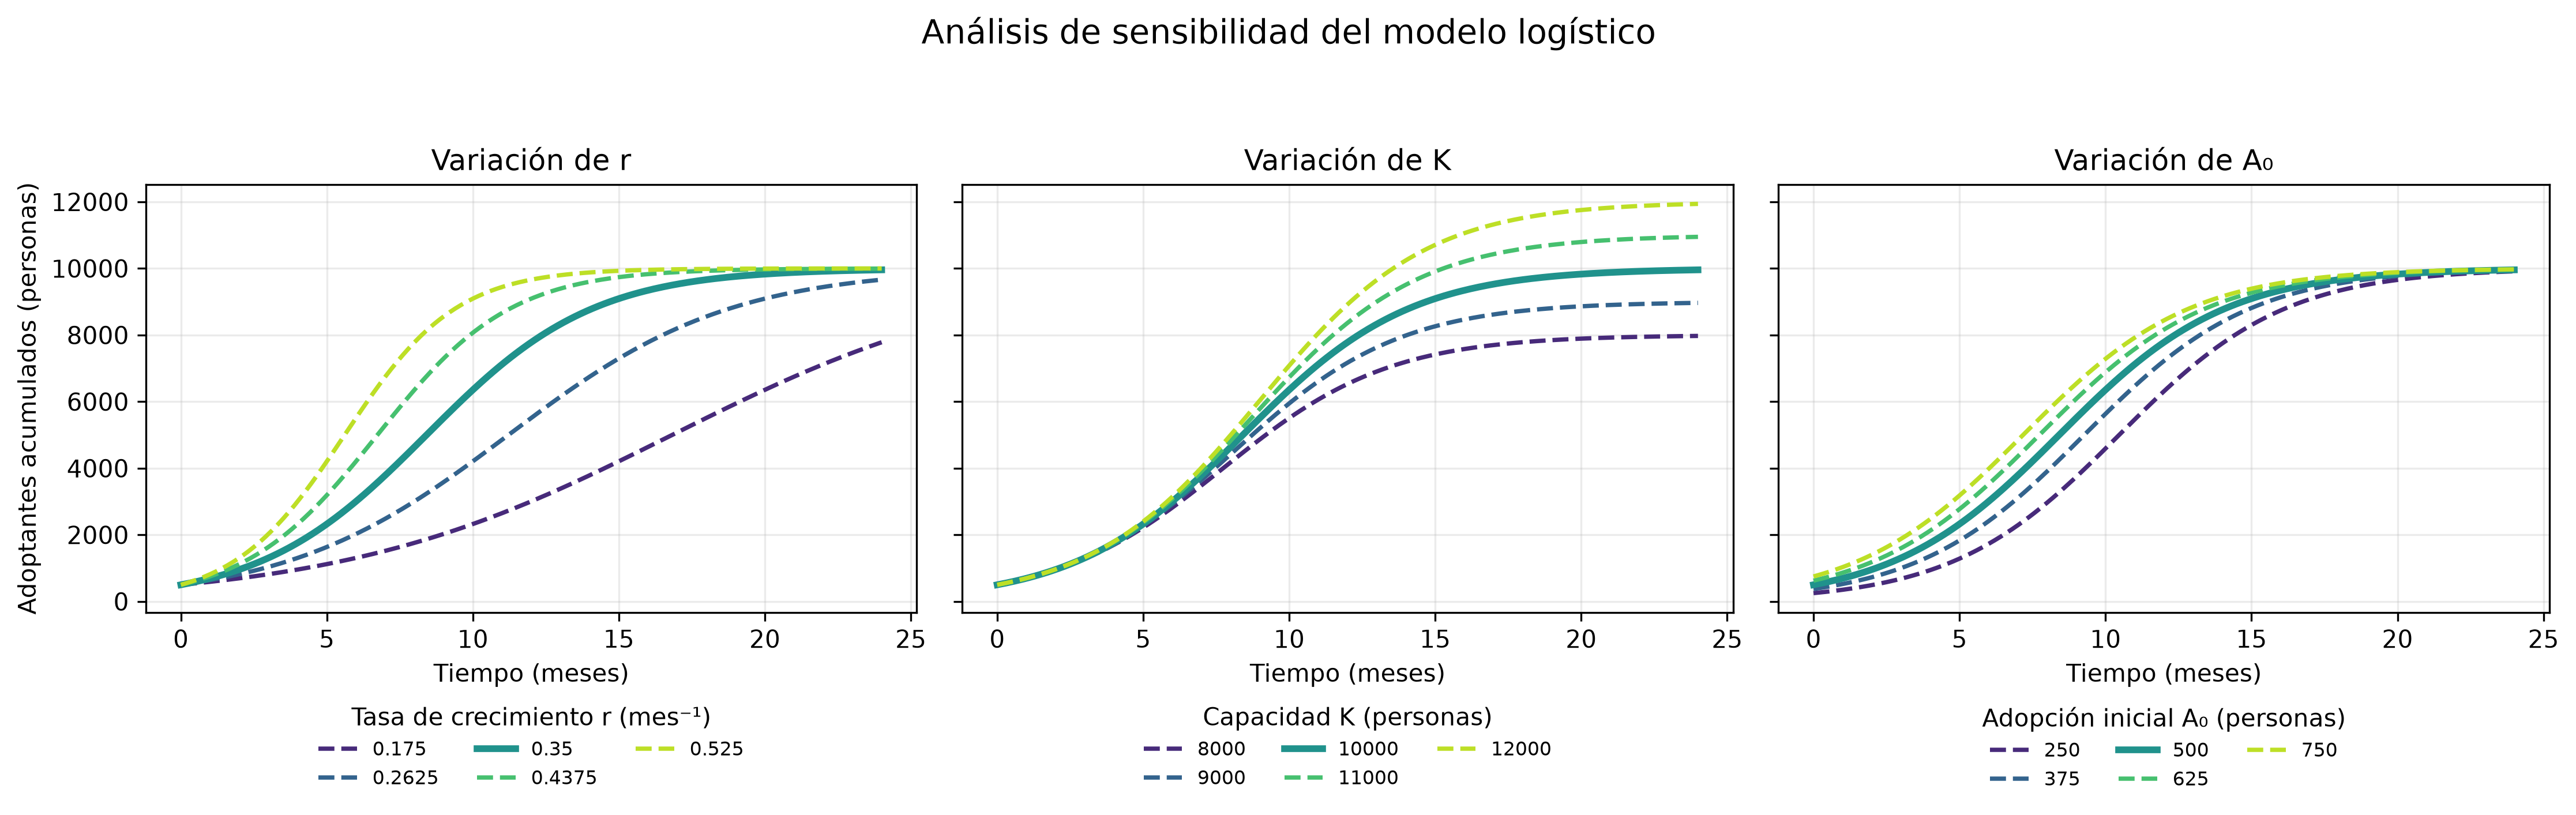 Análisis de sensibilidad del modelo logístico
Variación de r
Adoptantes acumulados (personas)
12000
10000
8000
6000
4000
2000
0
0 5 10 15 20 25
Tiempo (meses)
Tasa de crecimiento r (mes⁻¹)
0.175 0.35 0.525
0.2625 0.4375
Variación de K
0 5 10 15 20 25
Tiempo (meses)
Capacidad K (personas)
8000 10000 12000
9000 11000
Variación de A₀
0 5 10 15 20 25
Tiempo (meses)
Adopción inicial A₀ (personas)
250 500 750
375 625